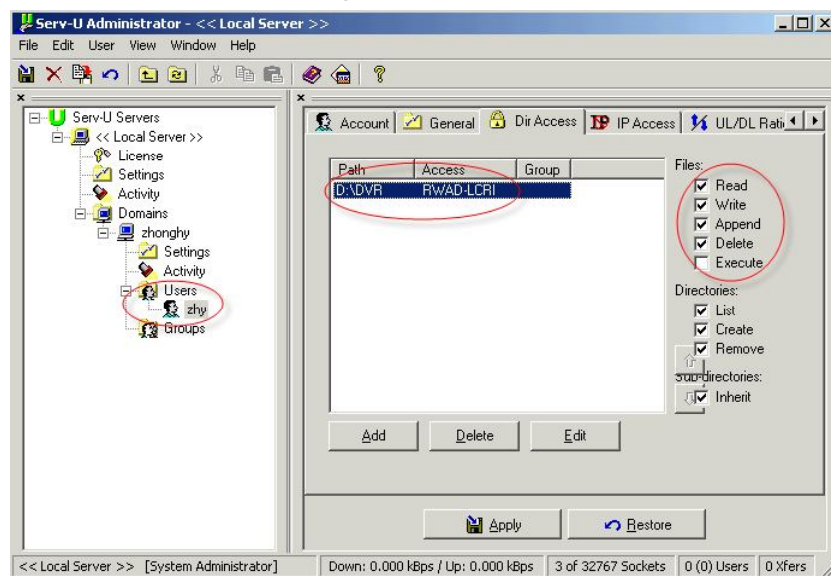 Serv-U Administrator - << Local Server >>
File Edit User View Window Help
Serv-U Servers
<< Local Server >>
License
Settings
Activity
Domains
zhonghy
Settings
Activity
Users
zhy
Groups
Account General Dir Access IP Access UL/DL Rati
Path Access Group
D:\DVR RWAD-LCRI
Files:
Read
Write
Append
Delete
Execute
Directories:
List
Create
Remove
Sub-directories:
Inherit
Add Delete Edit
Apply Restore
<< Local Server >> [System Administrator] Down: 0.000 kBps / Up: 0.000 kBps 3 of 32767 Sockets 0 (0) Users 0 Xfers